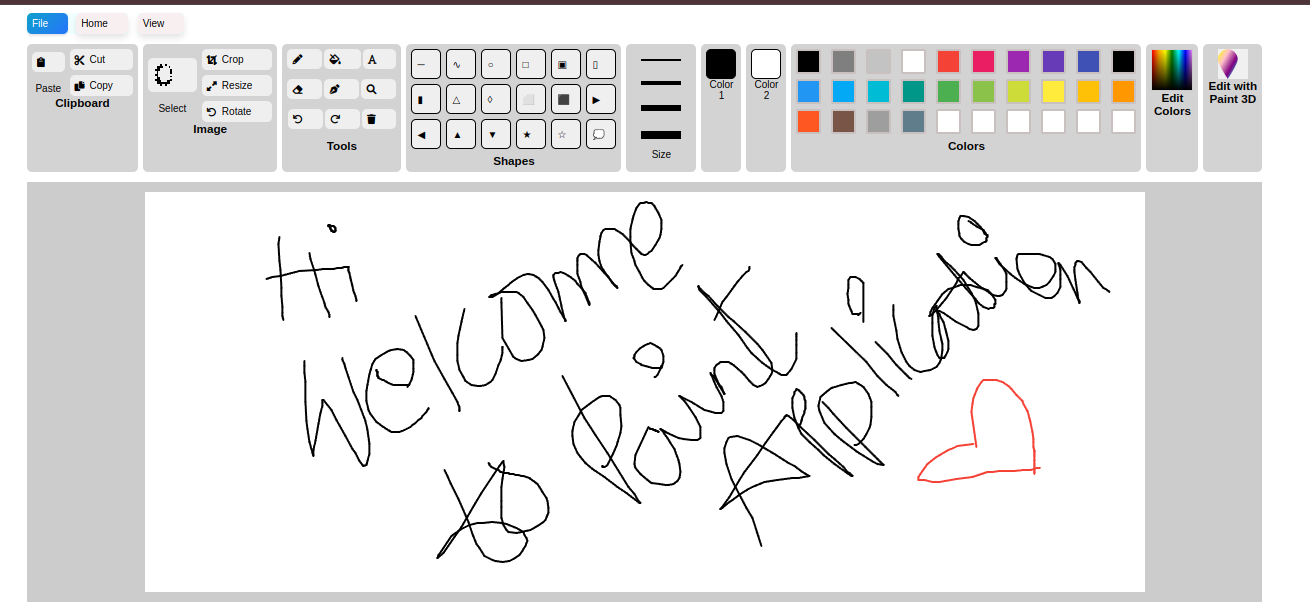 File Home View
Paste Cut Copy Clipboard
Select Crop Resize Rotate Image
A
Tools
Shapes
Size
Color 1
Color 2
Colors
Edit Colors
Edit with Paint 3D
Hi
Welcome
to Paint Application